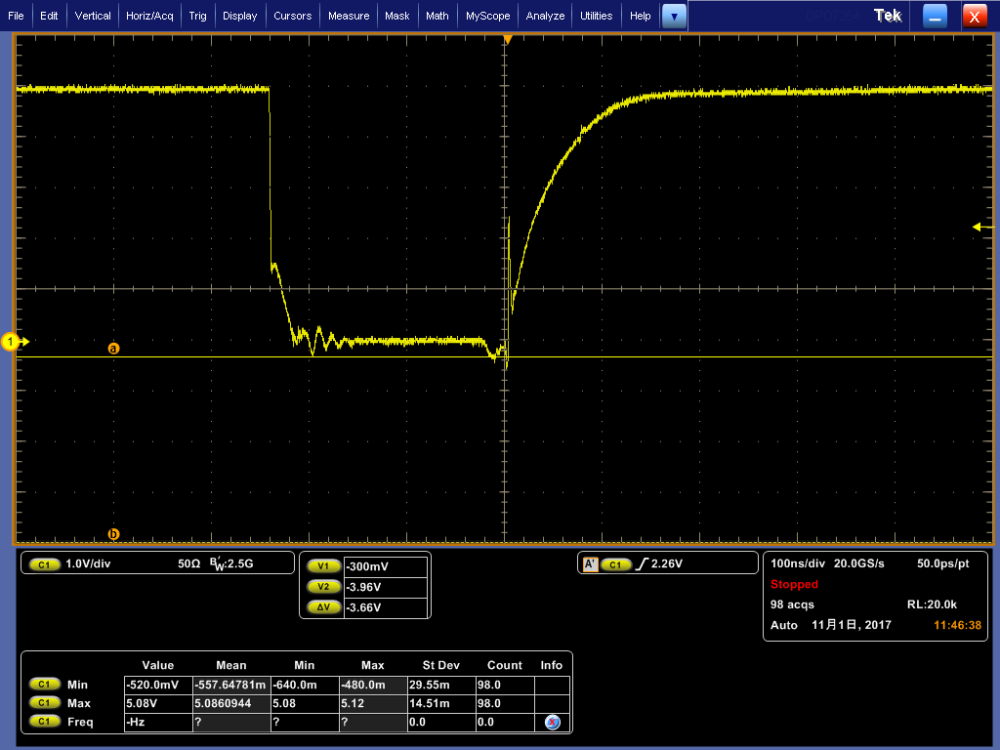 File Edit Vertical Horiz/Acq Trig Display Cursors Measure Mask Math MyScope Analyze Utilities Help Tek X
1
a
b
C1 1.0V/div 50Ω BW:2.5G
V1 -300mV
V2 -3.96V
ΔV -3.66V
A' C1 2.26V
100ns/div 20.0GS/s 50.0ps/pt
Stopped
98 acqs RL:20.0k
Auto 11月1日, 2017 11:46:38
Value Mean Min Max St Dev Count Info
C1 Min -520.0mV -557.64781m -640.0m -480.0m 29.55m 98.0
C1 Max 5.08V 5.0860944 5.08 5.12 14.51m 98.0
C1 Freq -Hz ? ? ? 0.0 0.0